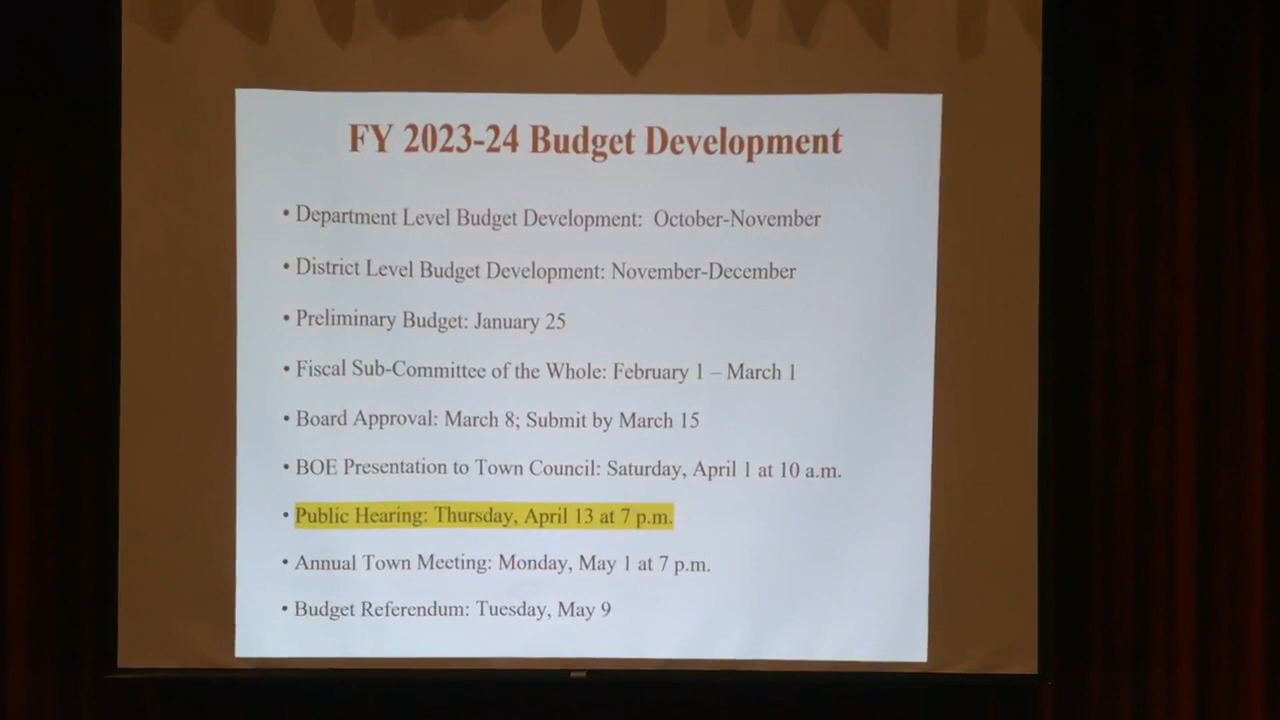 FY 2023-24 Budget Development
• Department Level Budget Development: October-November
• District Level Budget Development: November-December
• Preliminary Budget: January 25
• Fiscal Sub-Committee of the Whole: February 1 – March 1
• Board Approval: March 8; Submit by March 15
• BOE Presentation to Town Council: Saturday, April 1 at 10 a.m.
• Public Hearing: Thursday, April 13 at 7 p.m.
• Annual Town Meeting: Monday, May 1 at 7 p.m.
• Budget Referendum: Tuesday, May 9